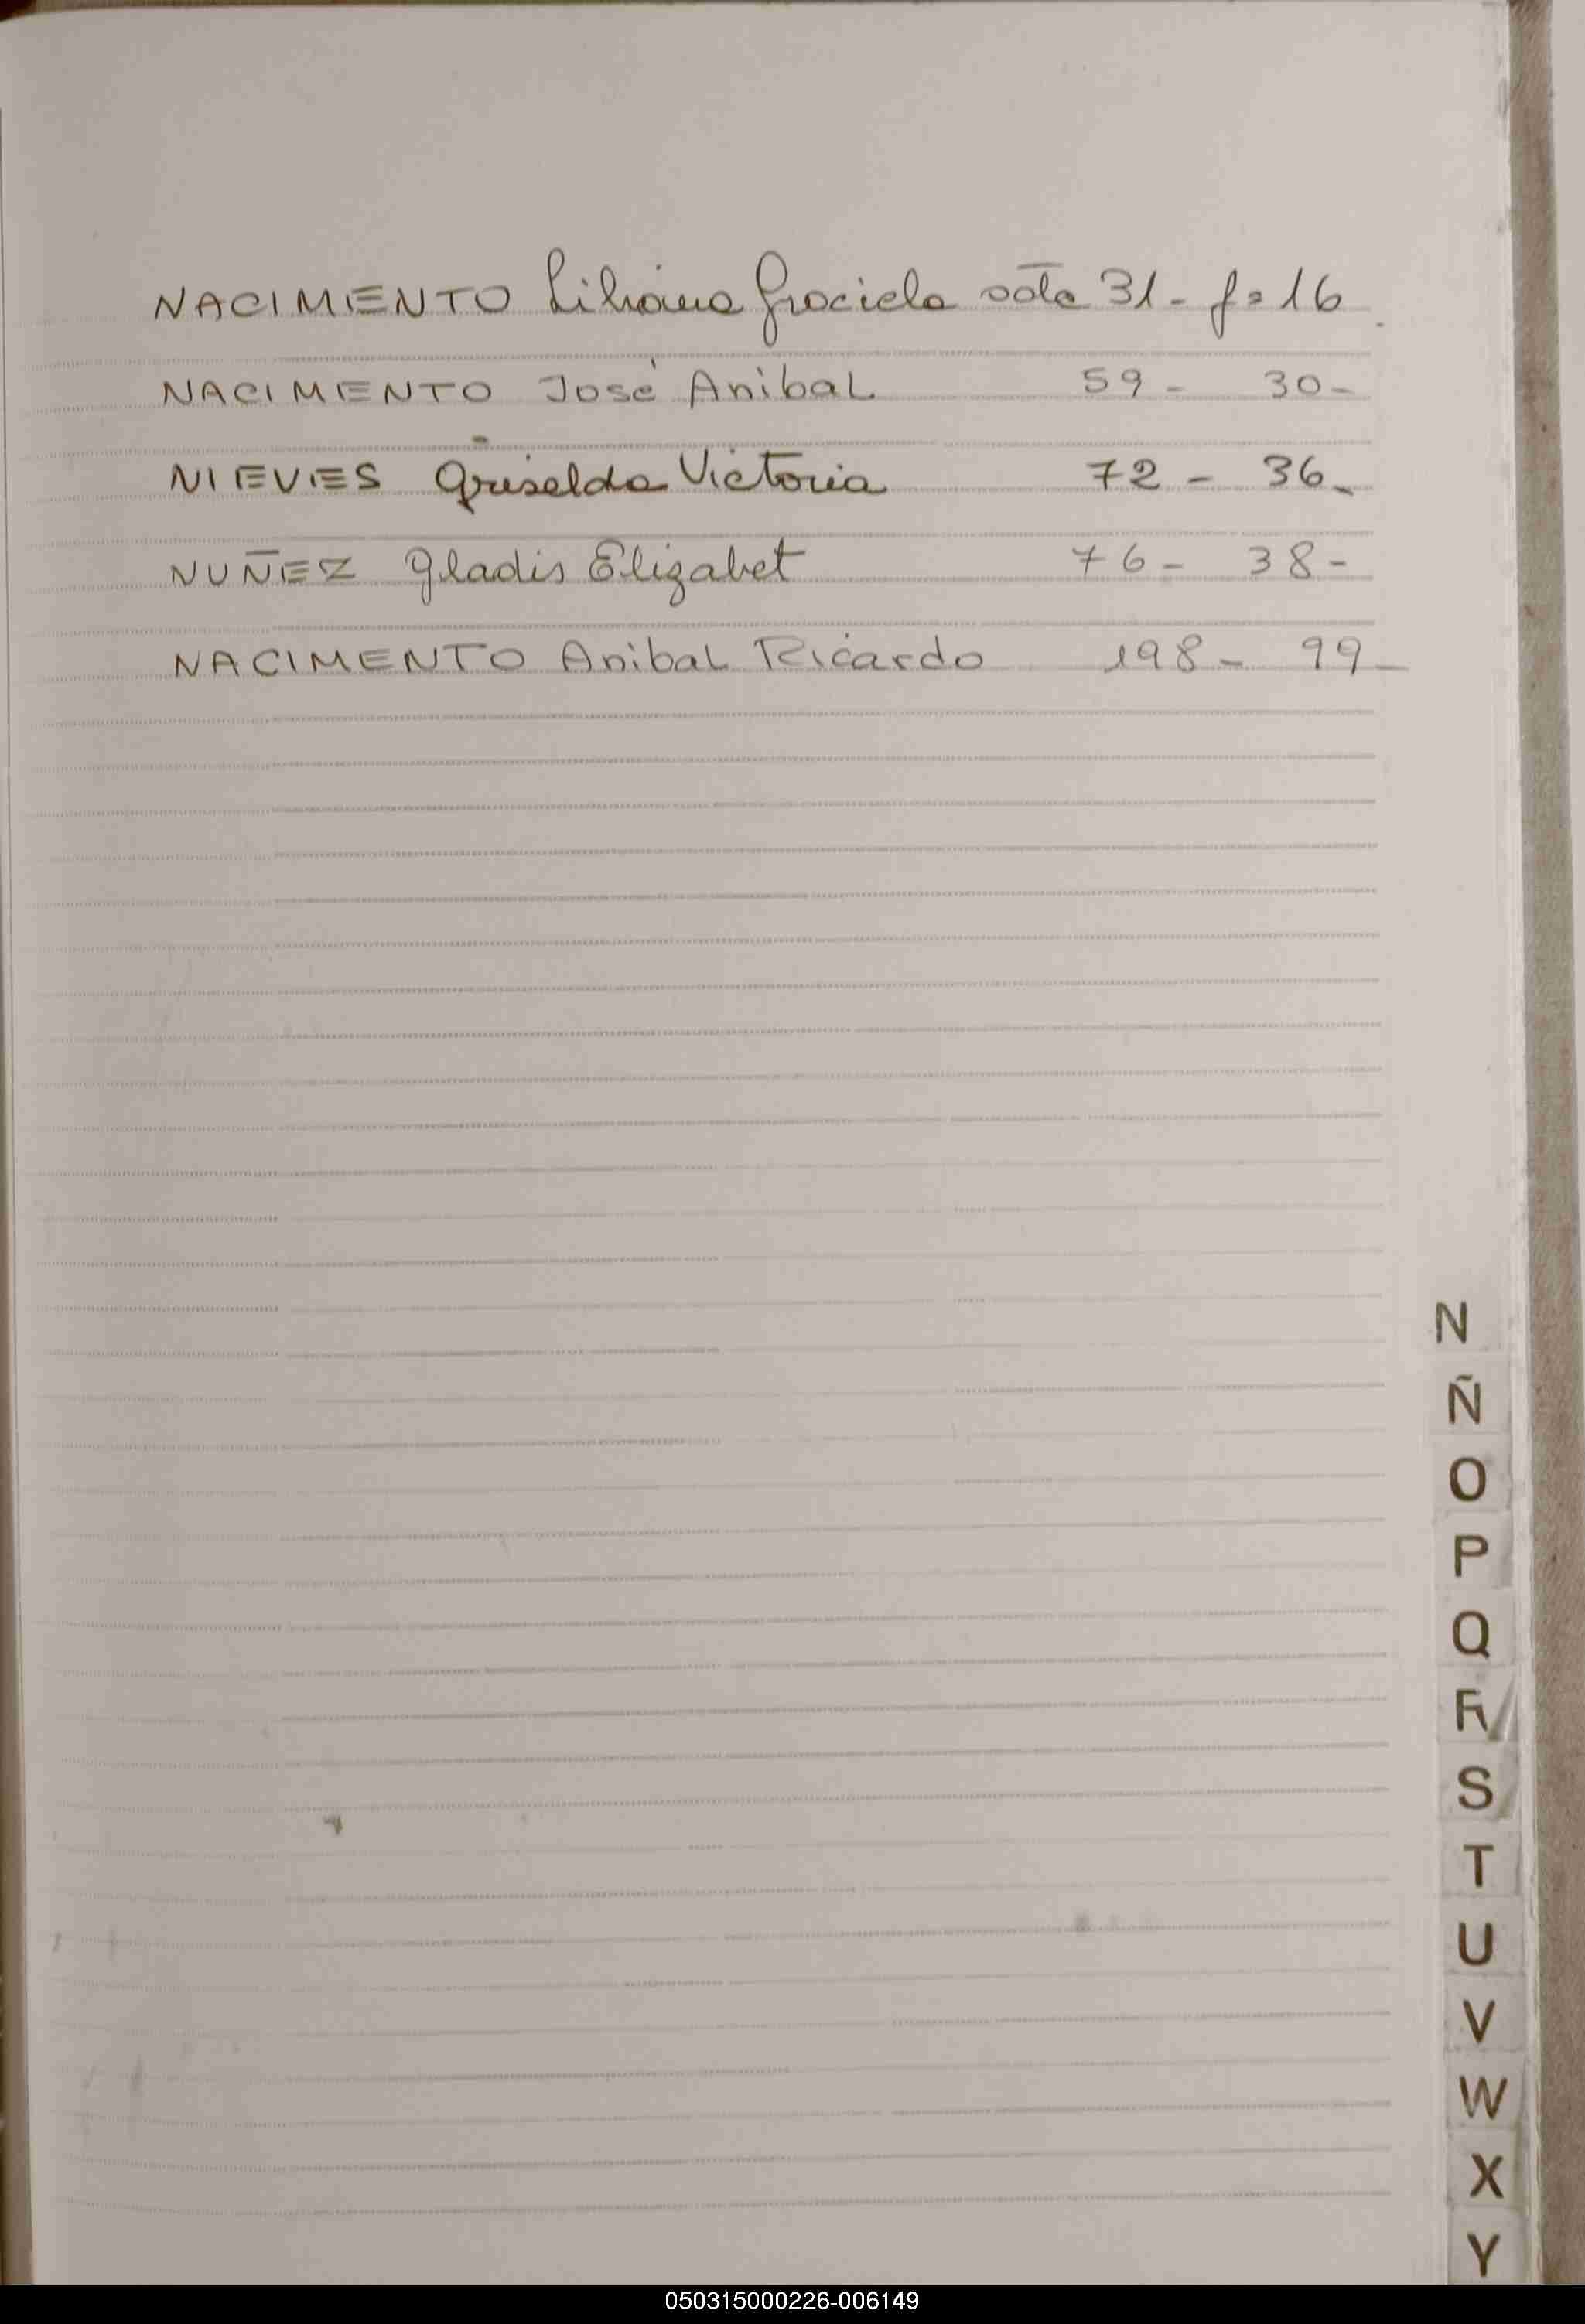 NACIMENTO Liliana Graciela acta 31 - fº 16
NACIMENTO José Anibal 59 - 30 -
NIEVES Griselda Victoria 72 - 36 -
NUÑEZ Gladis Elizabet 76 - 38 -
NACIMENTO Anibal Ricardo 198 - 99 -
N
Ñ
O
P
Q
R
S
T
U
V
W
X
Y
050315000226-006149